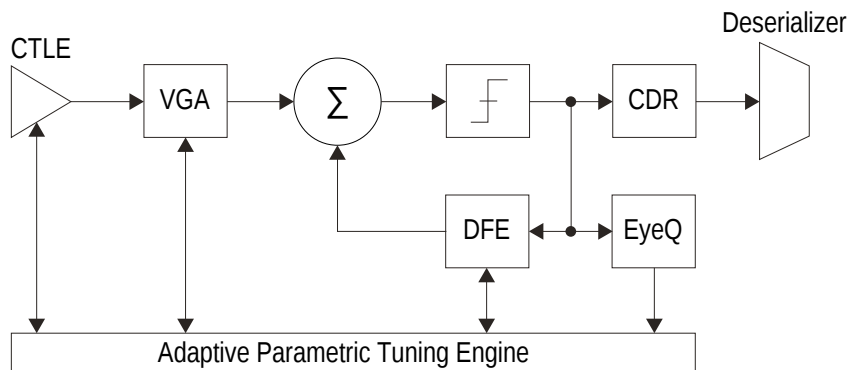 Deserializer
CTLE
VGA
Σ
CDR
DFE
EyeQ
Adaptive Parametric Tuning Engine